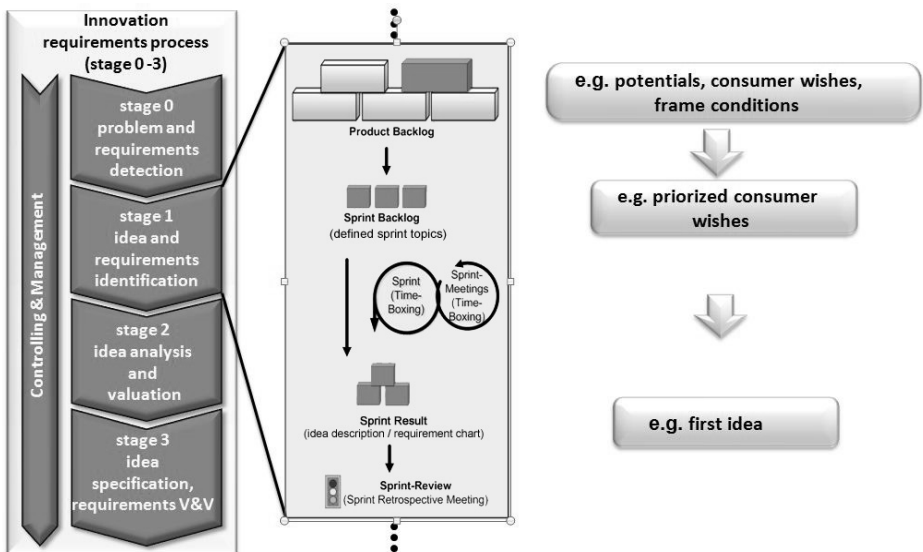 Innovation
requirements process
(stage 0 -3)
Controlling & Management
stage 0
problem and
requirements
detection
stage 1
idea and
requirements
identification
stage 2
idea analysis
and
valuation
stage 3
idea
specification,
requirements V&V
Product Backlog
Sprint Backlog
(defined sprint topics)
Sprint
(Time-
Boxing)
Sprint-
Meetings
(Time-
Boxing)
Sprint Result
(idea description / requirement chart)
Sprint-Review
(Sprint Retrospective Meeting)
e.g. potentials, consumer wishes,
frame conditions
e.g. priorized consumer
wishes
e.g. first idea